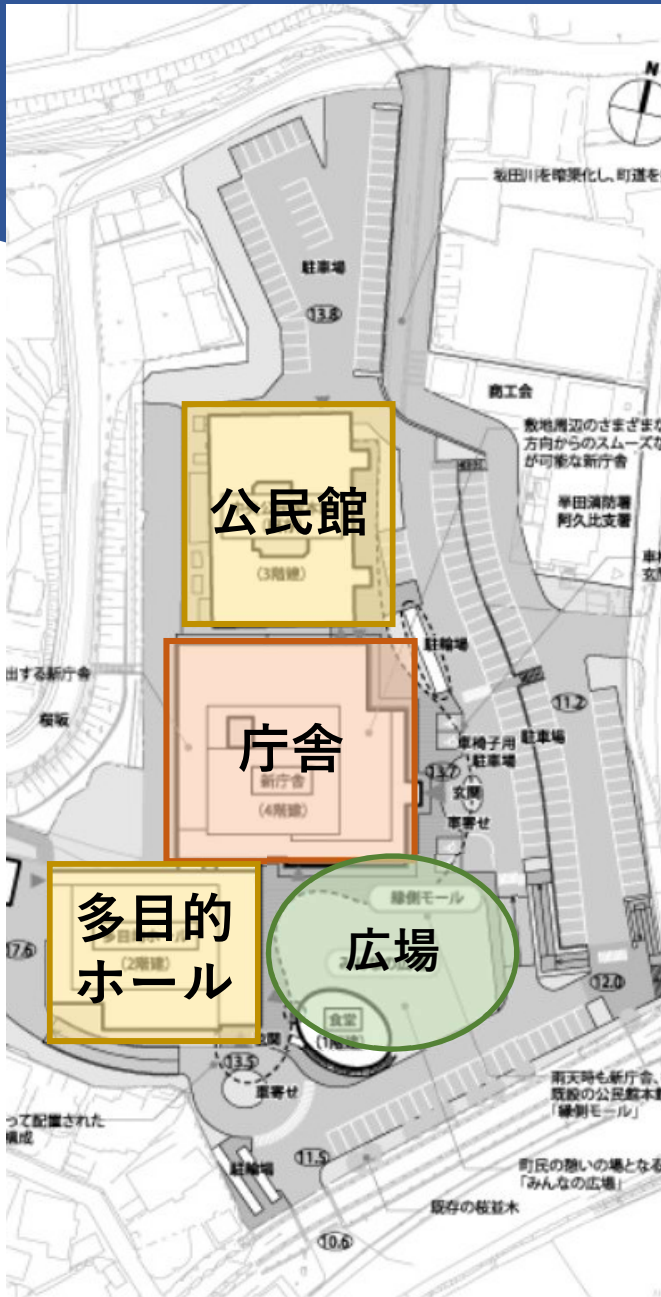 N
坂田川を暗渠化し、町道を
駐車場
13.8
商工会
敷地周辺のさまざまな
方向からのスムーズな
が可能な新庁舎
半田消防署
阿久比支署
公民館
(3階建)
駐輪場
玄関
出する新庁舎
桜阪
11.2
庁舎
新庁舎
(4階建)
車椅子用
駐車場
駐車場
13.7
玄関
車寄せ
縁側モール
多目的
ホール
(2階建)
17.6
広場
12.0
食堂
(1階建)
玄関
13.5
車寄せ
雨天時も新庁舎、
既設の公民館本館
「縁側モール」
って配置された
構成
駐輪場
11.5
町民の憩いの場となる
「みんなの広場」
既存の桜並木
10.6